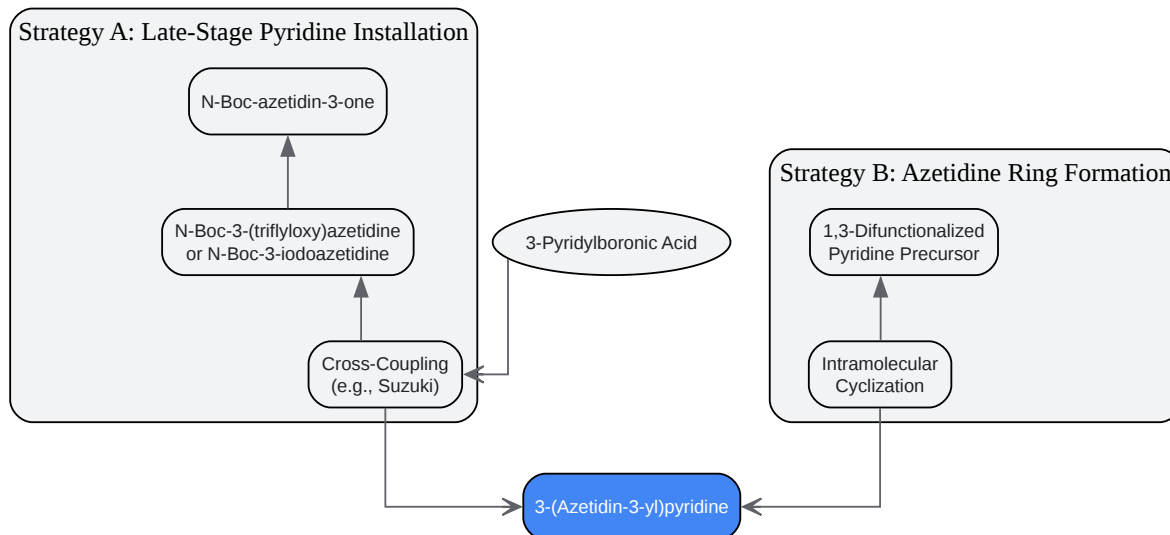 Strategy A: Late-Stage Pyridine Installation
N-Boc-azetidin-3-one
N-Boc-3-(triflyloxy)azetidine
or N-Boc-3-iodoazetidine
3-Pyridylboronic Acid
Cross-Coupling
(e.g., Suzuki)
Strategy B: Azetidine Ring Formation
1,3-Difunctionalized
Pyridine Precursor
Intramolecular
Cyclization
3-(Azetidin-3-yl)pyridine